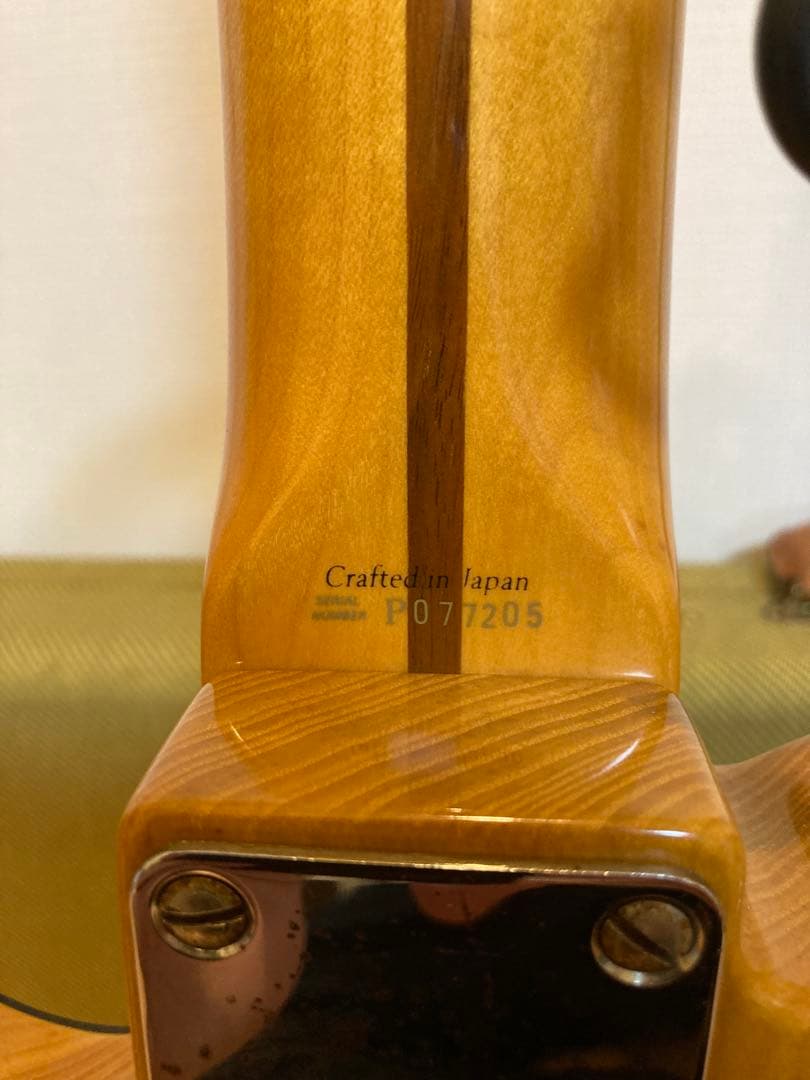 Crafted in Japan
SERIAL
NUMBER P077205